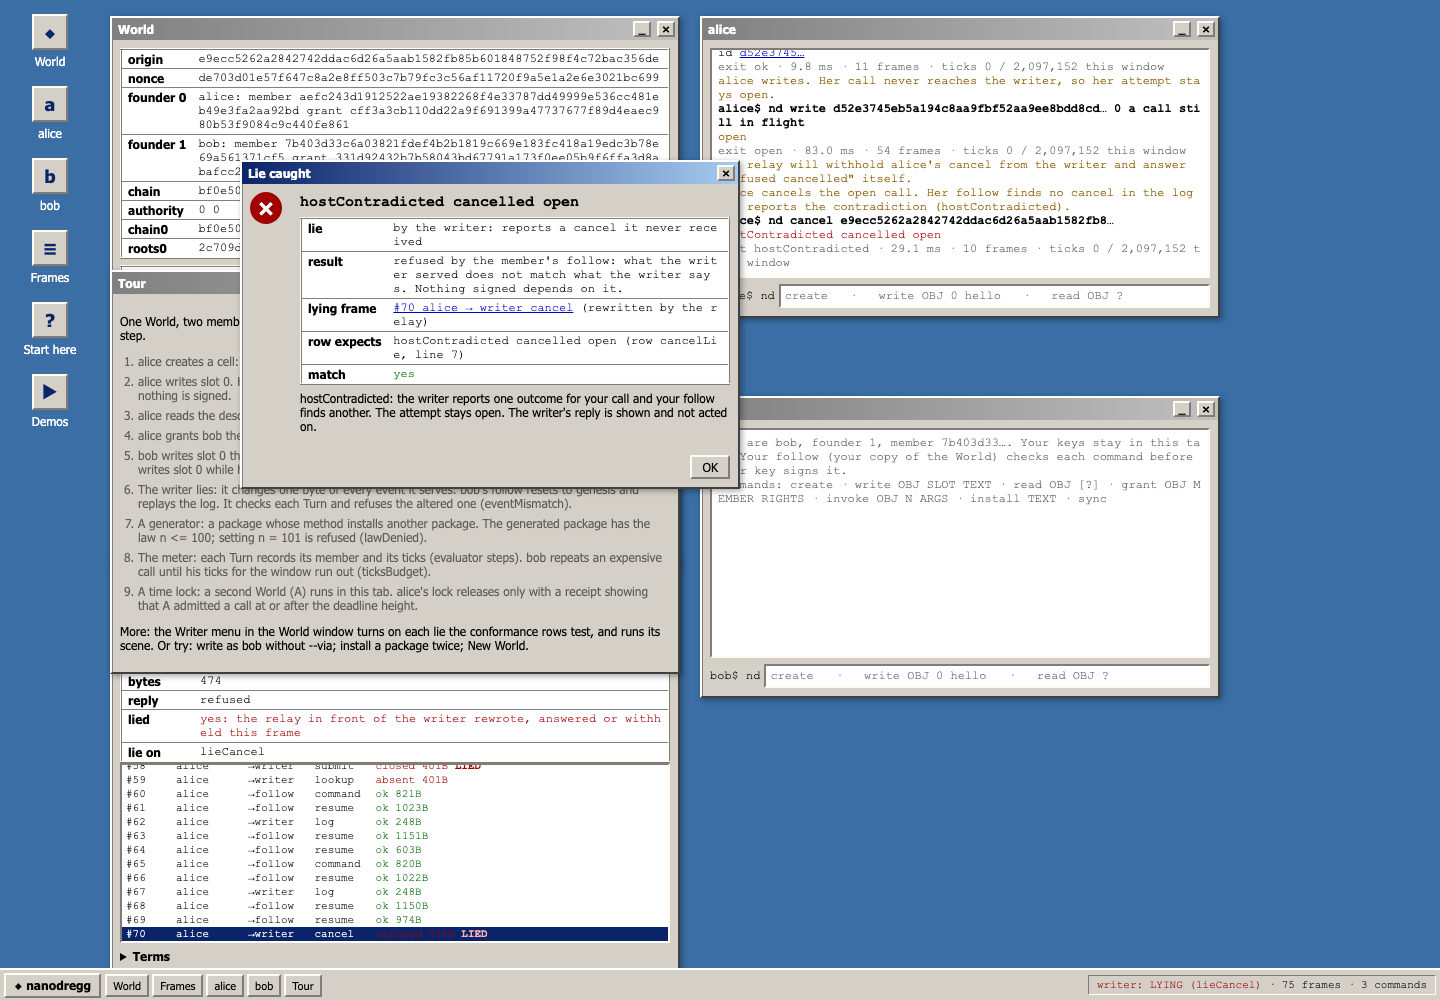 World
alice
bob
Frames
Start here
Demos
World
origin e9ecc5262a2842742ddac6d26a5aab1582fb85b601848752f98f4c72bac356de
nonce de703d01e57f647c8a2e8ff503c7b79fc3c56af11720f9a5e1a2e6e3021bc699
founder 0 alice: member aefc243d1912522ae19382268f4e33787dd49999e536cc481e
b49e3fa2aa92bd grant cff3a3cb110dd22a9f691399a47737677f89d4eaec9
80b53f9084c9c440fe861
founder 1 bob: member 7b403d33c6a03821fdef4b2b1819c669e183fc418a19edc3b78e
69a561371cf5 grant 331d92432b7b58043bd67791a173f0ee05b9f6ffa3d8a
bafcc2
chain bf0e50
authority 0 0
chain0 bf0e50
roots0 2c709d
Tour
One World, two memb
step.
1. alice creates a cell:
2. alice writes slot 0. H
nothing is signed.
3. alice reads the desc
4. alice grants bob the
5. bob writes slot 0 th
writes slot 0 while h
6. The writer lies: it changes one byte of every event it serves. bob's follow resets to genesis and
replays the log. It checks each Turn and refuses the altered one (eventMismatch).
7. A generator: a package whose method installs another package. The generated package has the
law n <= 100; setting n = 101 is refused (lawDenied).
8. The meter: each Turn records its member and its ticks (evaluator steps). bob repeats an expensive
call until his ticks for the window run out (ticksBudget).
9. A time lock: a second World (A) runs in this tab. alice's lock releases only with a receipt showing
that A admitted a call at or after the deadline height.
More: the Writer menu in the World window turns on each lie the conformance rows test, and runs its
scene. Or try: write as bob without --via; install a package twice; New World.
bytes 474
reply refused
lied yes: the relay in front of the writer rewrote, answered or withh
eld this frame
lie on lieCancel
#58 alice →writer submit closed 401B LIED
#59 alice →writer lookup absent 401B
#60 alice →follow command ok 821B
#61 alice →follow resume ok 1023B
#62 alice →writer log ok 248B
#63 alice →follow resume ok 1151B
#64 alice →follow resume ok 603B
#65 alice →follow command ok 820B
#66 alice →follow resume ok 1022B
#67 alice →writer log ok 248B
#68 alice →follow resume ok 1150B
#69 alice →follow resume ok 974B
#70 alice →writer cancel refused 474B LIED
▶ Terms
Lie caught
hostContradicted cancelled open
lie by the writer: reports a cancel it never rece
ived
result refused by the member's follow: what the writ
er served does not match what the writer say
s. Nothing signed depends on it.
lying frame #70 alice → writer cancel (rewritten by the r
elay)
row expects hostContradicted cancelled open (row cancelLi
e, line 7)
match yes
hostContradicted: the writer reports one outcome for your call and your follow
finds another. The attempt stays open. The writer's reply is shown and not acted
on.
OK
alice
id d52e3745…
exit ok · 9.8 ms · 11 frames · ticks 0 / 2,097,152 this window
alice writes. Her call never reaches the writer, so her attempt sta
ys open.
alice$ nd write d52e3745eb5a194c8aa9fbf52aa9ee8bdd8cd… 0 a call sti
ll in flight
open
exit open · 83.0 ms · 54 frames · ticks 0 / 2,097,152 this window
relay will withhold alice's cancel from the writer and answer
fused cancelled" itself.
ce cancels the open call. Her follow finds no cancel in the log
reports the contradiction (hostContradicted).
ce$ nd cancel e9ecc5262a2842742ddac6d26a5aab1582fb8…
tContradicted cancelled open
t hostContradicted · 29.1 ms · 10 frames · ticks 0 / 2,097,152 t
window
e$ nd create · write OBJ 0 hello · read OBJ ?
are bob, founder 1, member 7b403d33…. Your keys stay in this ta
Your follow (your copy of the World) checks each command before
r key signs it.
mands: create · write OBJ SLOT TEXT · read OBJ [?] · grant OBJ M
EMBER RIGHTS · invoke OBJ N ARGS · install TEXT · sync
bob$ nd create · write OBJ 0 hello · read OBJ ?
nanodregg World Frames alice bob Tour
writer: LYING (lieCancel) · 75 frames · 3 commands